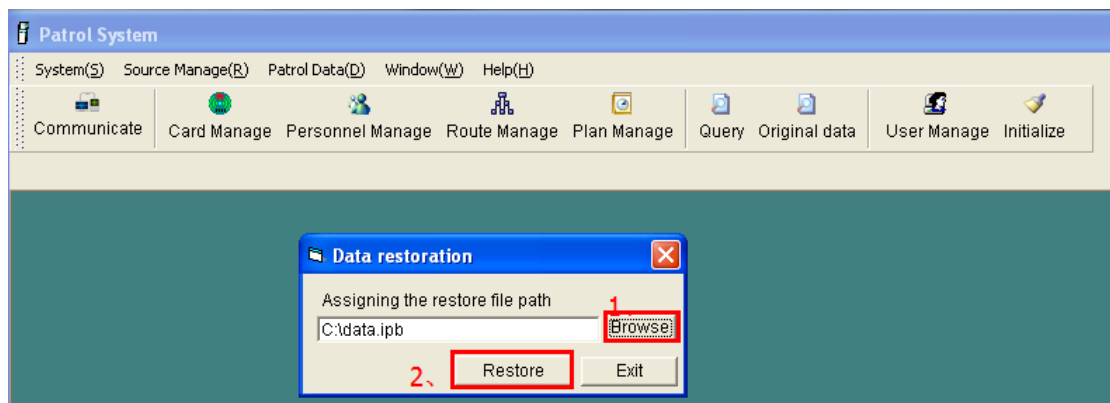 Patrol System
System(S) Source Manage(R) Patrol Data(D) Window(W) Help(H)
Communicate Card Manage Personnel Manage Route Manage Plan Manage Query Original data User Manage Initialize
Data restoration
Assigning the restore file path
1、
C:\data.ipb Browse
2、 Restore Exit